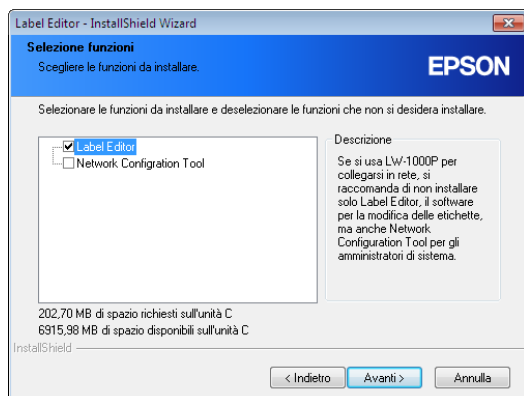 Label Editor - InstallShield Wizard
Selezione funzioni
Scegliere le funzioni da installare.
EPSON
Selezionare le funzioni da installare e deselezionare le funzioni che non si desidera installare.
Label Editor
Network Configration Tool
Descrizione
Se si usa LW-1000P per
collegarsi in rete, si
raccomanda di non installare
solo Label Editor, il software
per la modifica delle etichette,
ma anche Network
Configuration Tool per gli
amministratori di sistema.
202,70 MB di spazio richiesti sull'unità C
6915,98 MB di spazio disponibili sull'unità C
InstallShield
< Indietro
Avanti >
Annulla